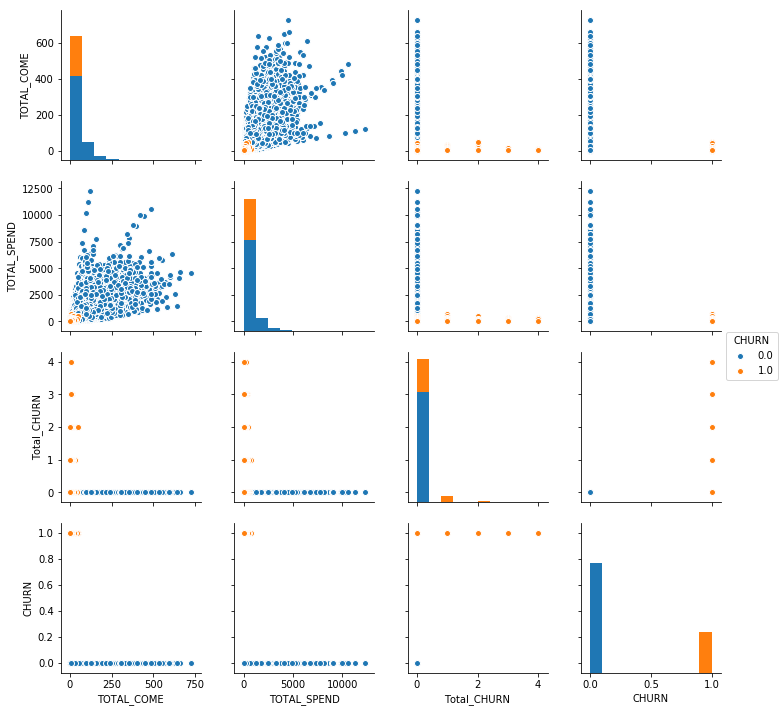 TOTAL_COME
600
400
200
0
TOTAL_SPEND
12500
10000
7500
5000
2500
0
CHURN
0.0
1.0
Total_CHURN
4
3
2
1
0
CHURN
1.0
0.8
0.6
0.4
0.2
0.0
0 250 500 750
0 5000 10000
0 2 4
0.0 0.5 1.0
TOTAL_COME TOTAL_SPEND Total_CHURN CHURN